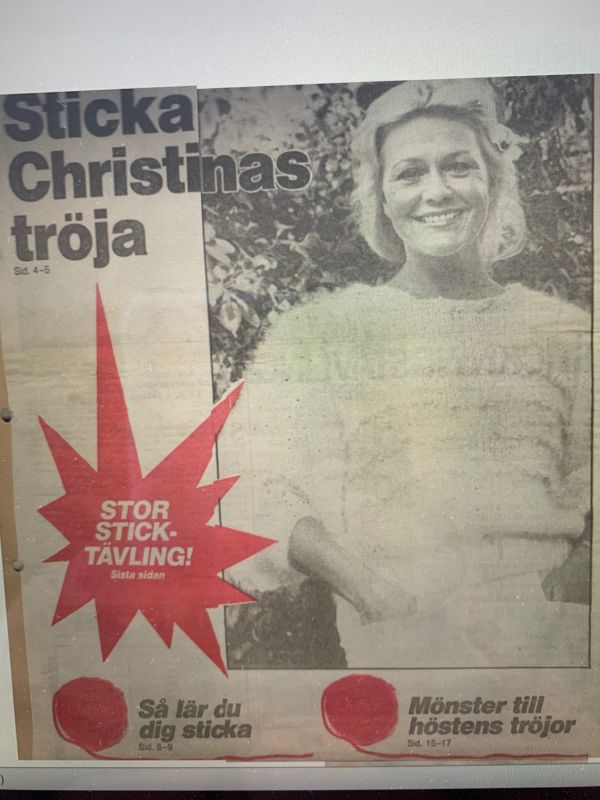 Sticka
Christinas
tröja
Sid. 4–5
STOR
STICK-
TÄVLING!
Sista sidan
Så lär du
dig sticka
Sid. 8–9
Mönster till
höstens tröjor
Sid. 15–17
)